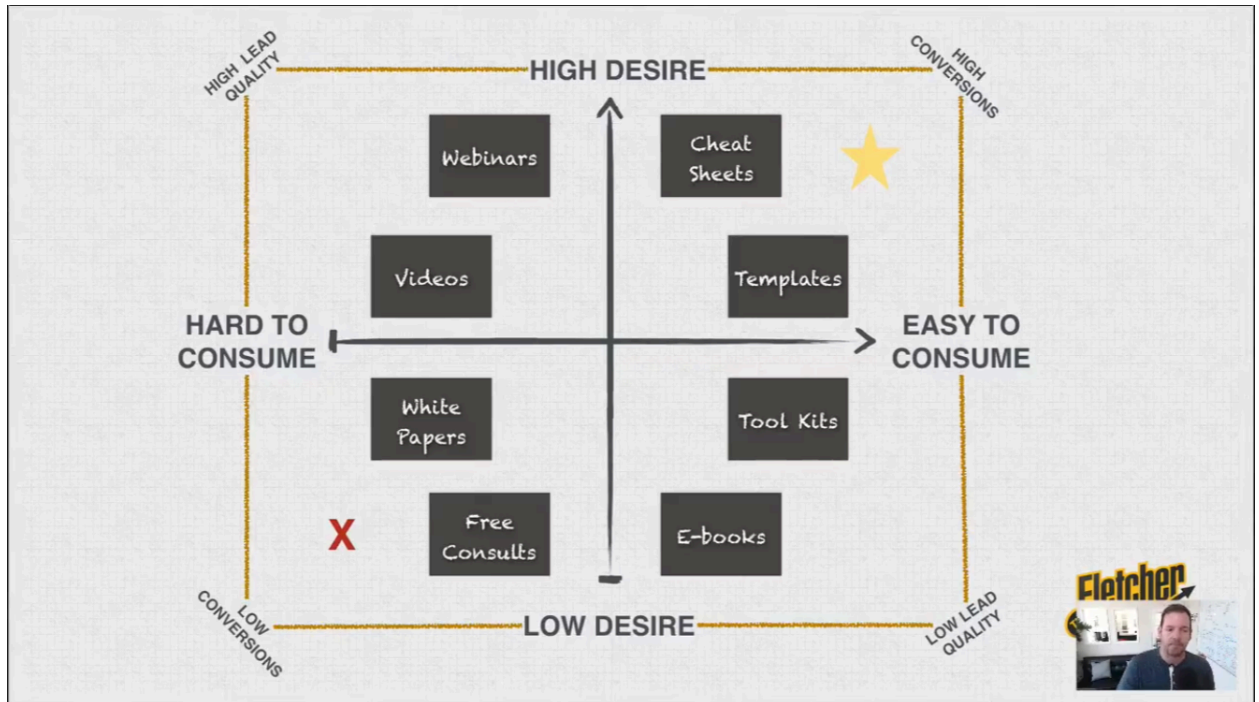 HIGH LEAD
QUALITY
HIGH DESIRE
HIGH
CONVERSIONS
Webinars
Cheat
Sheets
Videos
Templates
HARD TO
CONSUME
EASY TO
CONSUME
White
Papers
Tool Kits
X
Free
Consults
E-books
LOW
CONVERSIONS
LOW DESIRE
LOW LEAD
QUALITY
Fletcher